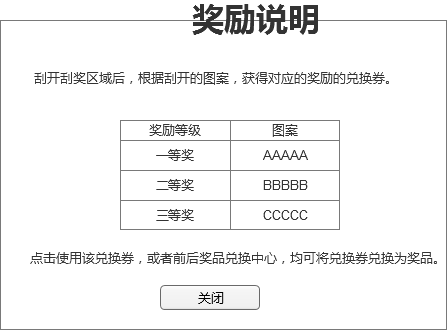 奖励说明
刮开刮奖区域后，根据刮开的图案，获得对应的奖励的兑换券。
奖励等级 图案
一等奖 AAAAA
二等奖 BBBBB
三等奖 CCCCC
点击使用该兑换券，或者前后奖品兑换中心，均可将兑换券兑换为奖品。
关闭